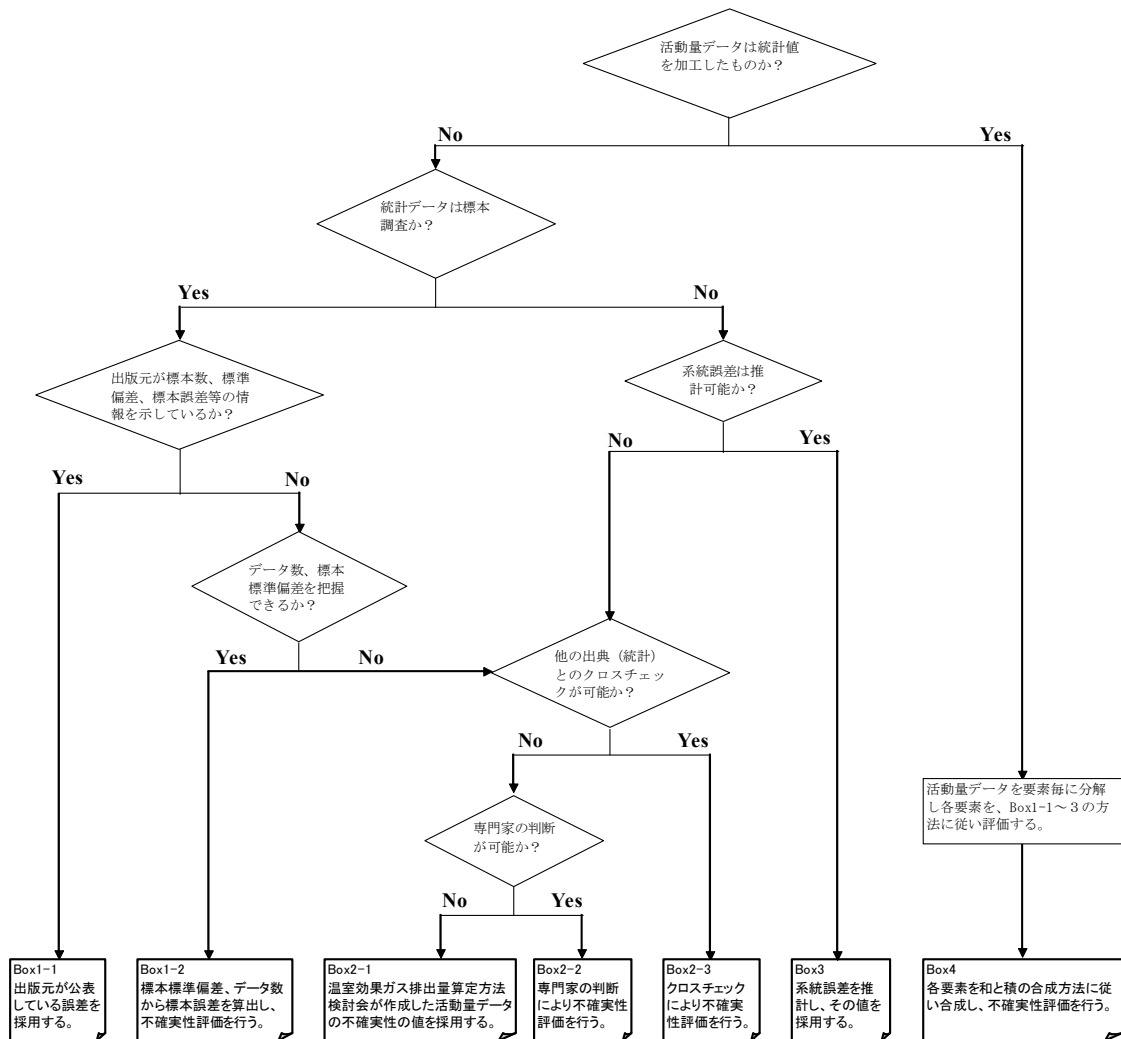 活動量データは統計値
を加工したものか？
No
Yes
統計データは標本
調査か？
Yes
No
出版元が標本数、標準
偏差、標本誤差等の情
報を示しているか？
系統誤差は推
計可能か？
No
Yes
Yes
No
データ数、標本
標準偏差を把握
できるか？
Yes
No
他の出典（統計）
とのクロスチェッ
クが可能か？
No
Yes
活動量データを要素毎に分解
し各要素を、Box1-1～3の方
法に従い評価する。
専門家の判断
が可能か？
No
Yes
Box1-1
出版元が公表
している誤差を
採用する。
Box1-2
標本標準偏差、データ数
から標本誤差を算出し、
不確実性評価を行う。
Box2-1
温室効果ガス排出量算定方法
検討会が作成した活動量データ
の不確実性の値を採用する。
Box2-2
専門家の判断
により不確実性
評価を行う。
Box2-3
クロスチェック
により不確実
性評価を行う。
Box3
系統誤差を推
計し、その値を
採用する。
Box4
各要素を和と積の合成方法に従
い合成し、不確実性評価を行う。